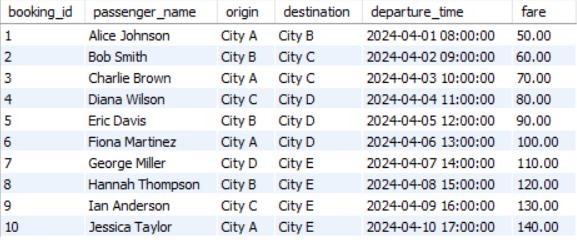 booking_id passenger_name origin destination departure_time fare
1 Alice Johnson City A City B 2024-04-01 08:00:00 50.00
2 Bob Smith City B City C 2024-04-02 09:00:00 60.00
3 Charlie Brown City A City C 2024-04-03 10:00:00 70.00
4 Diana Wilson City C City D 2024-04-04 11:00:00 80.00
5 Eric Davis City B City D 2024-04-05 12:00:00 90.00
6 Fiona Martinez City A City D 2024-04-06 13:00:00 100.00
7 George Miller City D City E 2024-04-07 14:00:00 110.00
8 Hannah Thompson City B City E 2024-04-08 15:00:00 120.00
9 Ian Anderson City C City E 2024-04-09 16:00:00 130.00
10 Jessica Taylor City A City E 2024-04-10 17:00:00 140.00